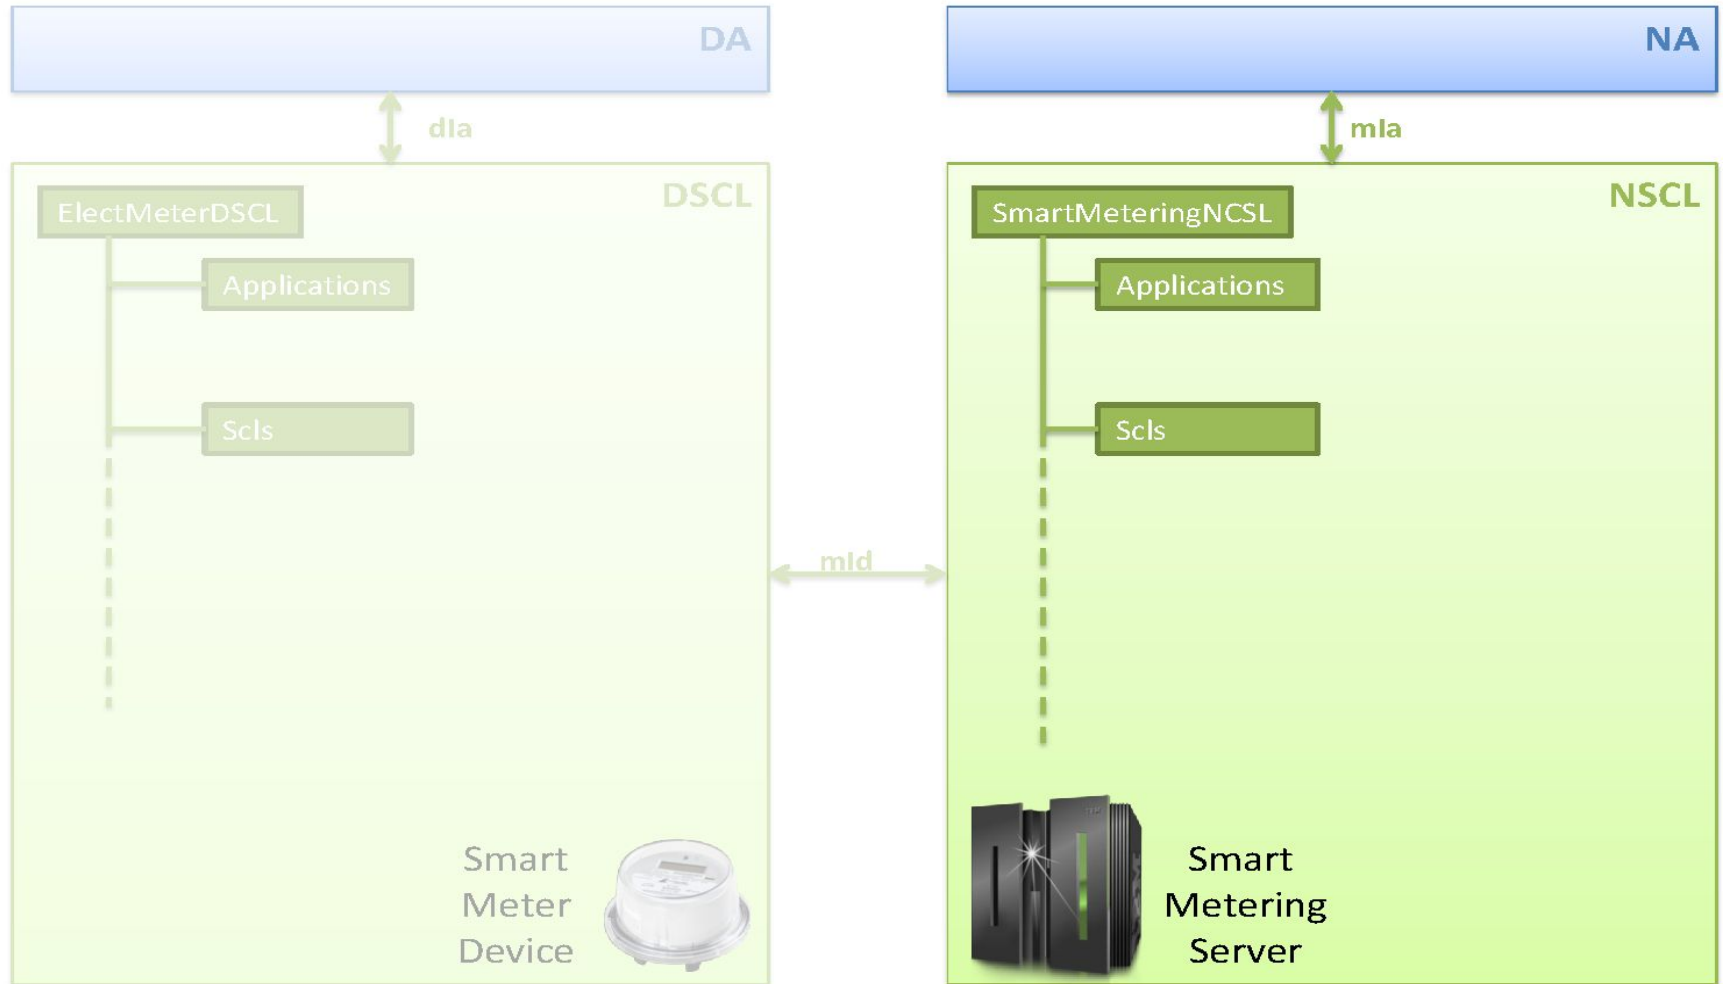 DA
NA
dIa
mIa
DSCL
NSCL
ElectMeterDSCL
SmartMeteringNCSL
Applications
Applications
Scls
Scls
mId
Smart
Meter
Device
Smart
Metering
Server